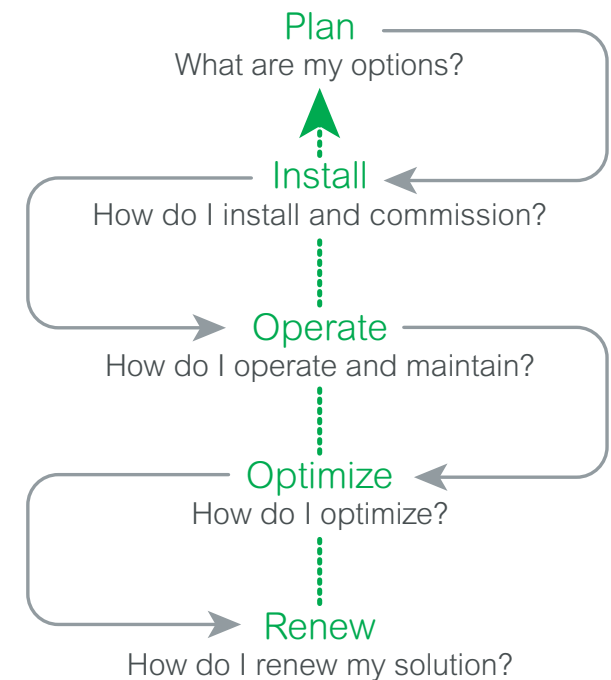 Plan
What are my options?
Install
How do I install and commission?
Operate
How do I operate and maintain?
Optimize
How do I optimize?
Renew
How do I renew my solution?